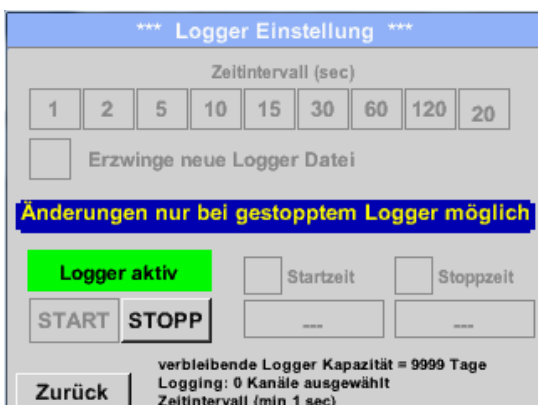 *** Logger Einstellung ***
Zeitintervall (sec)
1 2 5 10 15 30 60 120 20
Erzwinge neue Logger Datei
Änderungen nur bei gestopptem Logger möglich
Logger aktiv Startzeit Stoppzeit
START STOPP --- ---
verbleibende Logger Kapazität = 9999 Tage
Logging: 0 Kanäle ausgewählt
Zurück Zeitintervall (min 1 sec)